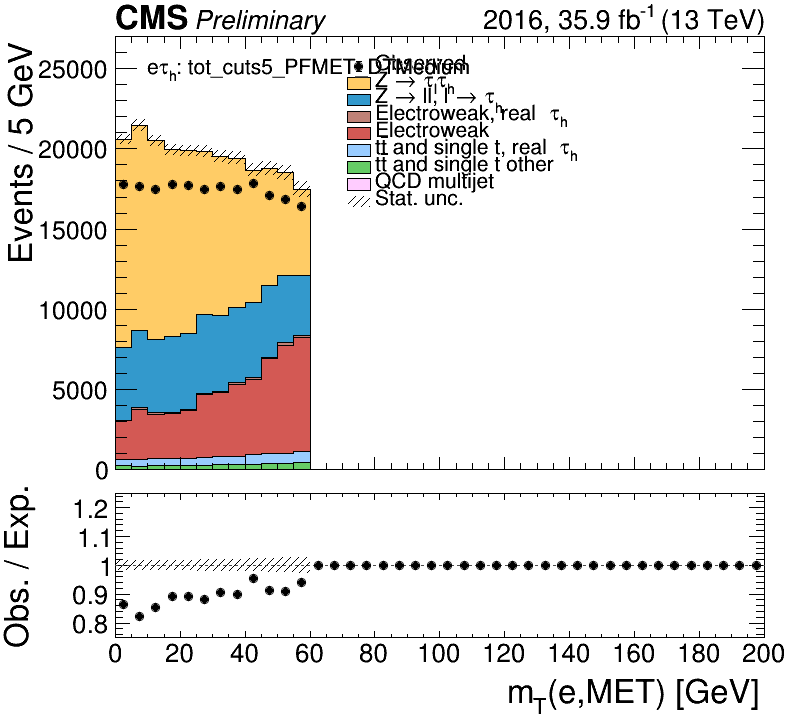 CMS Preliminary 2016, 35.9 fb⁻¹ (13 TeV)
Events / 5 GeV
25000
20000
15000
10000
5000
0
eτh: tot_cuts5_PFMET_DTMedium
Observed
Z → ττh
Z → ll, l → τh
Electroweak, real τh
Electroweak
tt and single t, real τh
tt and single t other
QCD multijet
Stat. unc.
Obs. / Exp.
1.2
1.1
1
0.9
0.8
0 20 40 60 80 100 120 140 160 180 200
mT(e,MET) [GeV]